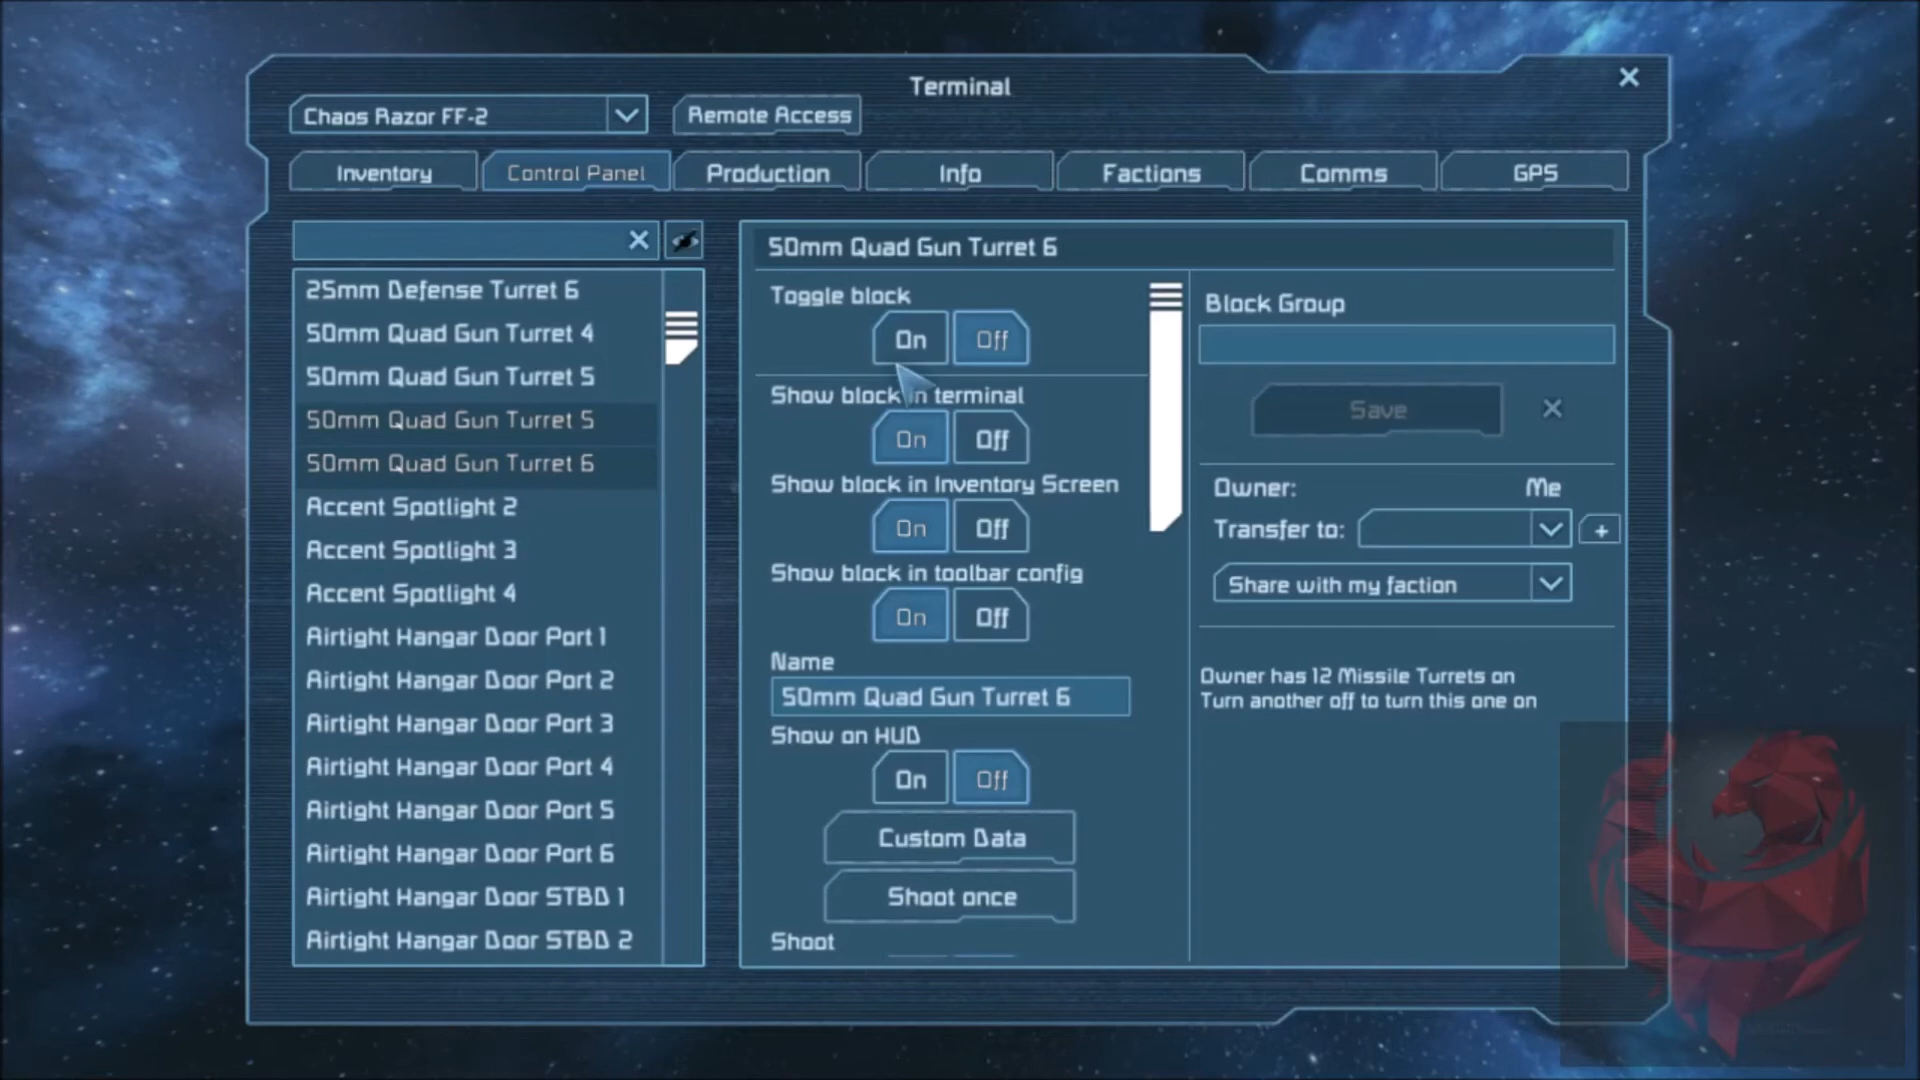 Terminal
Chaos Razor FF-2
Remote Access
Inventory
Control Panel
Production
Info
Factions
Comms
GPS
25mm Defense Turret 6
50mm Quad Gun Turret 4
50mm Quad Gun Turret 5
50mm Quad Gun Turret 5
50mm Quad Gun Turret 6
Accent Spotlight 2
Accent Spotlight 3
Accent Spotlight 4
Airtight Hangar Door Port 1
Airtight Hangar Door Port 2
Airtight Hangar Door Port 3
Airtight Hangar Door Port 4
Airtight Hangar Door Port 5
Airtight Hangar Door Port 6
Airtight Hangar Door STBD 1
Airtight Hangar Door STBD 2
50mm Quad Gun Turret 6
Toggle block
On Off
Show block in terminal
On Off
Show block in Inventory Screen
On Off
Show block in toolbar config
On Off
Name
50mm Quad Gun Turret 6
Show on HUD
On Off
Custom Data
Shoot once
Shoot
Block Group
Save
Owner: Me
Transfer to:
Share with my faction
Owner has 12 Missile Turrets on
Turn another off to turn this one on